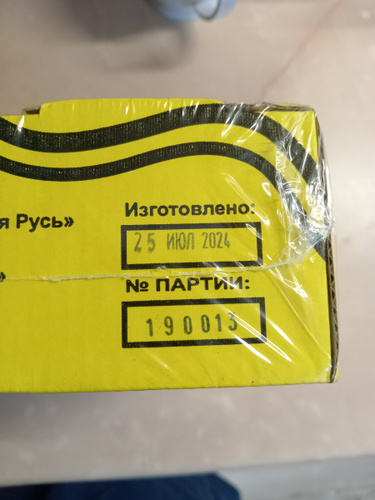 Изготовлено:
я Русь»
25 ИЮЛ 2024
»
№ ПАРТИИ:
190013